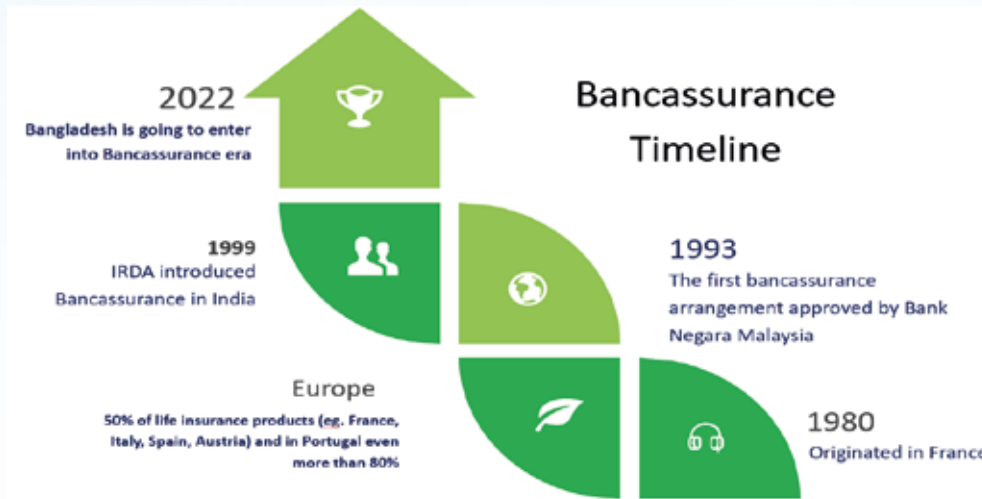 Bancassurance
Timeline
2022
Bangladesh is going to enter
into Bancassurance era
1999
IRDA introduced
Bancassurance in India
1993
The first bancassurance
arrangement approved by Bank
Negara Malaysia
Europe
50% of life insurance products (eg. France,
Italy, Spain, Austria) and in Portugal even
more than 80%
1980
Originated in France